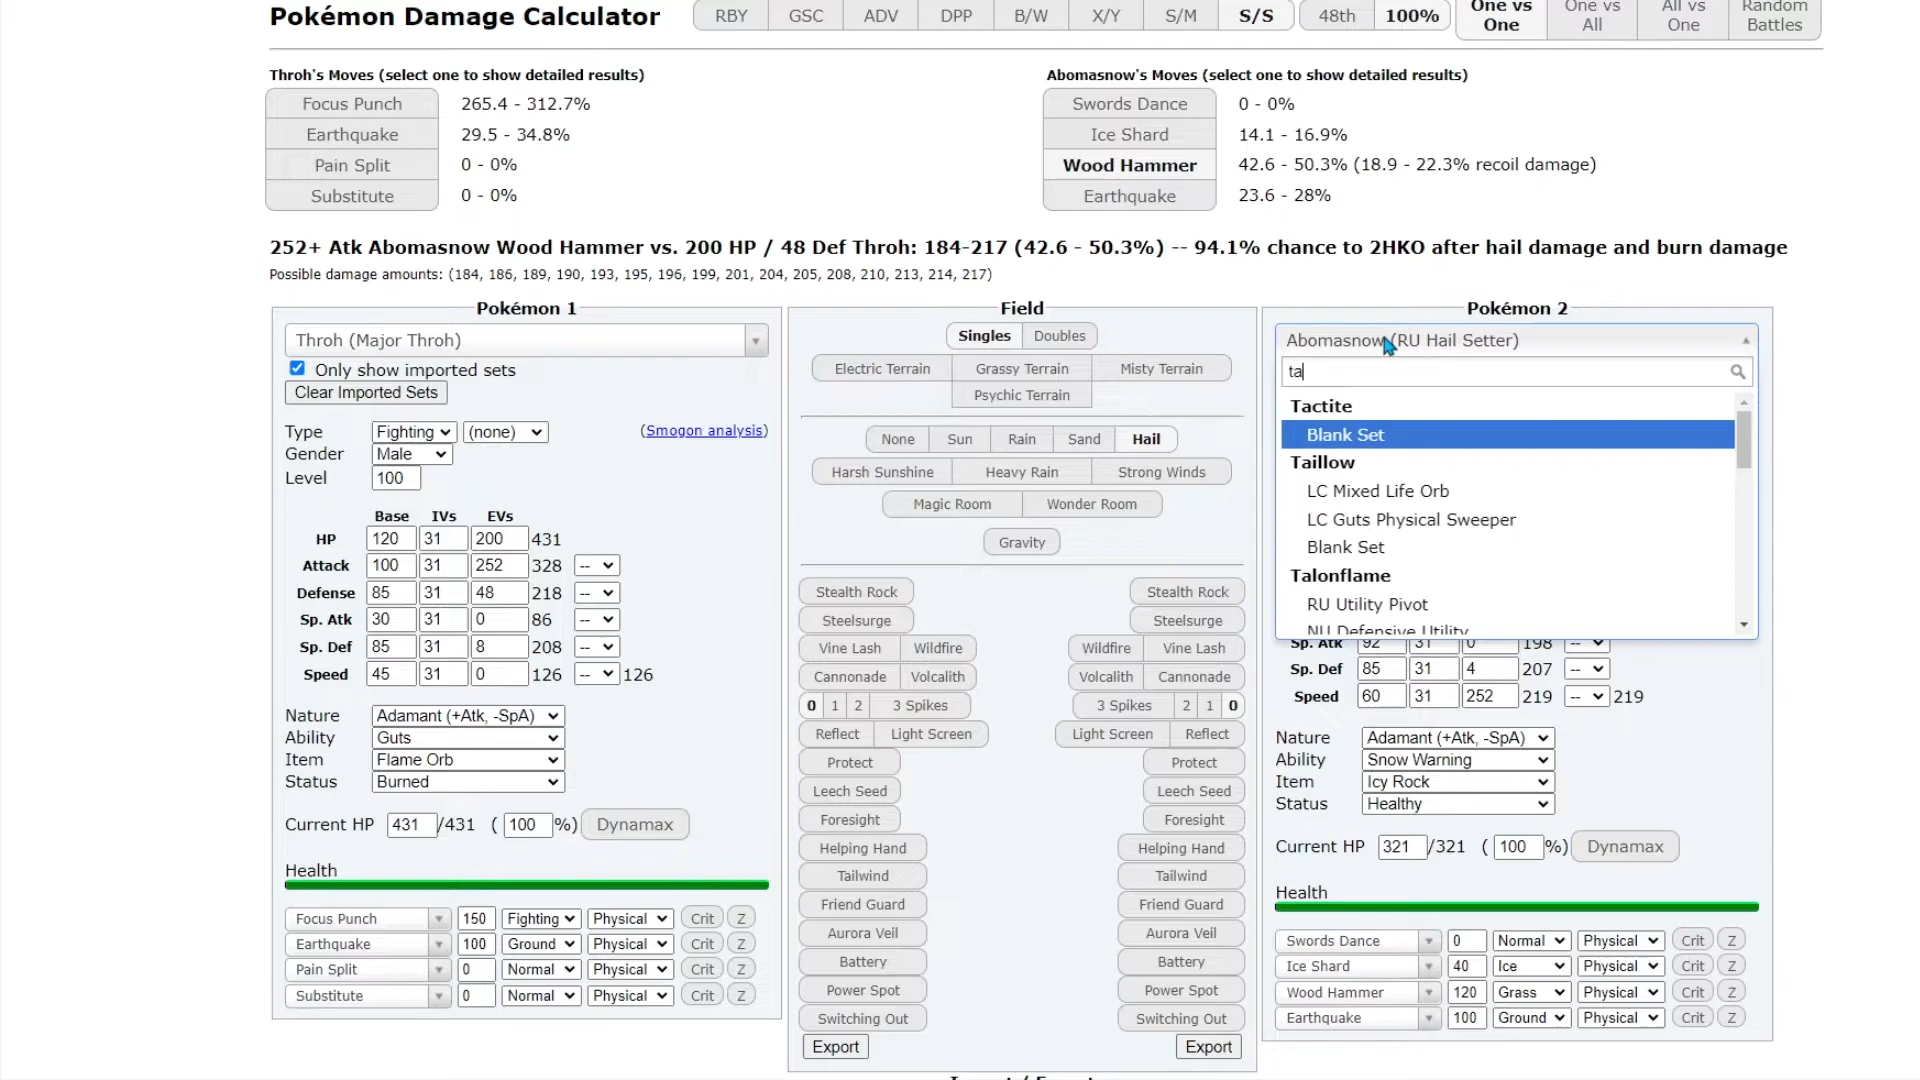 Pokémon Damage Calculator
RBY GSC ADV DPP B/W X/Y S/M S/S 48th 100% One vs One One vs All All vs One Random Battles
Throh's Moves (select one to show detailed results)
Focus Punch 265.4 - 312.7%
Earthquake 29.5 - 34.8%
Pain Split 0 - 0%
Substitute 0 - 0%
Abomasnow's Moves (select one to show detailed results)
Swords Dance 0 - 0%
Ice Shard 14.1 - 16.9%
Wood Hammer 42.6 - 50.3% (18.9 - 22.3% recoil damage)
Earthquake 23.6 - 28%
252+ Atk Abomasnow Wood Hammer vs. 200 HP / 48 Def Throh: 184-217 (42.6 - 50.3%) -- 94.1% chance to 2HKO after hail damage and burn damage
Possible damage amounts: (184, 186, 189, 190, 193, 195, 196, 199, 201, 204, 205, 208, 210, 213, 214, 217)
Pokémon 1
Throh (Major Throh)
Only show imported sets
Clear Imported Sets
Type Fighting (none) (Smogon analysis)
Gender Male
Level 100
Base IVs EVs
HP 120 31 200 431
Attack 100 31 252 328 --
Defense 85 31 48 218 --
Sp. Atk 30 31 0 86 --
Sp. Def 85 31 8 208 --
Speed 45 31 0 126 -- 126
Nature Adamant (+Atk, -SpA)
Ability Guts
Item Flame Orb
Status Burned
Current HP 431/431 ( 100 %) Dynamax
Health
Focus Punch 150 Fighting Physical Crit Z
Earthquake 100 Ground Physical Crit Z
Pain Split 0 Normal Physical Crit Z
Substitute 0 Normal Physical Crit Z
Field
Singles Doubles
Electric Terrain Grassy Terrain Misty Terrain
Psychic Terrain
None Sun Rain Sand Hail
Harsh Sunshine Heavy Rain Strong Winds
Magic Room Wonder Room
Gravity
Stealth Rock Stealth Rock
Steelsurge Steelsurge
Vine Lash Wildfire Wildfire Vine Lash
Cannonade Volcalith Volcalith Cannonade
0 1 2 3 Spikes 3 Spikes 2 1 0
Reflect Light Screen Light Screen Reflect
Protect Protect
Leech Seed Leech Seed
Foresight Foresight
Helping Hand Helping Hand
Tailwind Tailwind
Friend Guard Friend Guard
Aurora Veil Aurora Veil
Battery Battery
Power Spot Power Spot
Switching Out Switching Out
Export Export
Pokémon 2
Abomasnow (RU Hail Setter)
ta
Tactite
Blank Set
Taillow
LC Mixed Life Orb
LC Guts Physical Sweeper
Blank Set
Talonflame
RU Utility Pivot
NU Defensive Utility
Sp. Atk 92 31 0 198 --
Sp. Def 85 31 4 207 --
Speed 60 31 252 219 -- 219
Nature Adamant (+Atk, -SpA)
Ability Snow Warning
Item Icy Rock
Status Healthy
Current HP 321/321 ( 100 %) Dynamax
Health
Swords Dance 0 Normal Physical Crit Z
Ice Shard 40 Ice Physical Crit Z
Wood Hammer 120 Grass Physical Crit Z
Earthquake 100 Ground Physical Crit Z